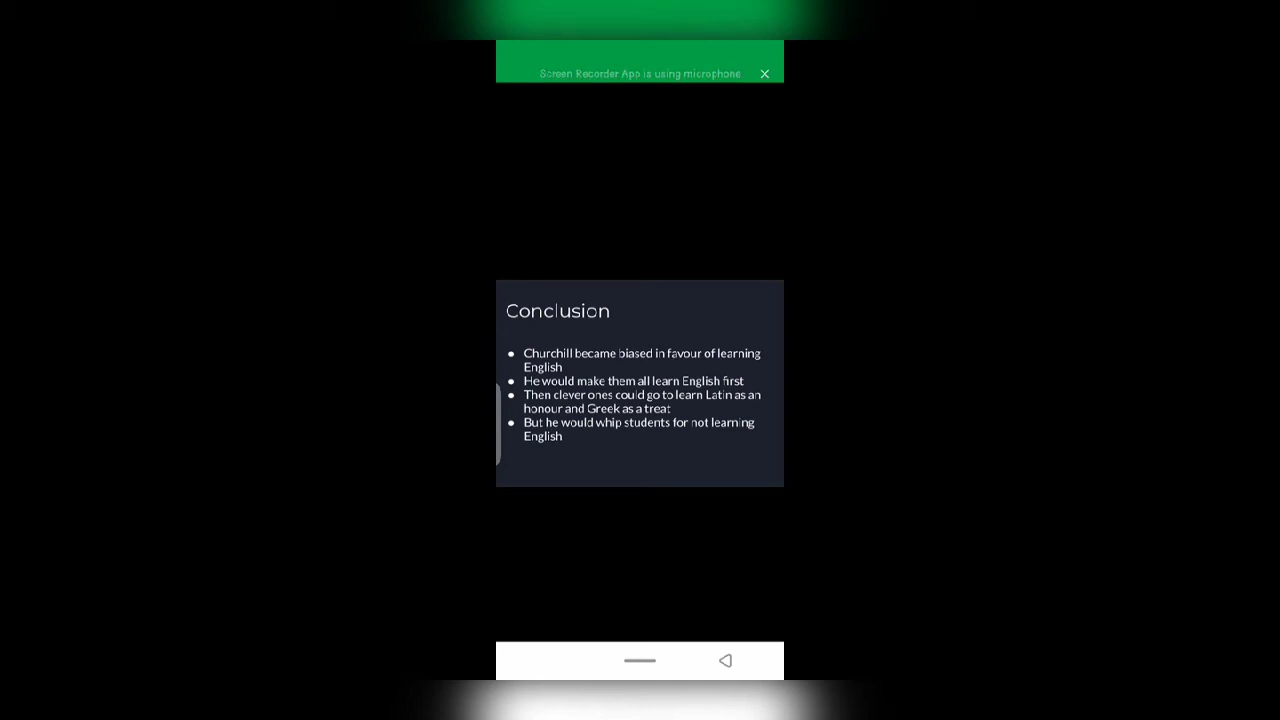 Screen Recorder App is using microphone
Conclusion
● Churchill became biased in favour of learning
English
● He would make them all learn English first
● Then clever ones could go to learn Latin as an
honour and Greek as a treat
● But he would whip students for not learning
English